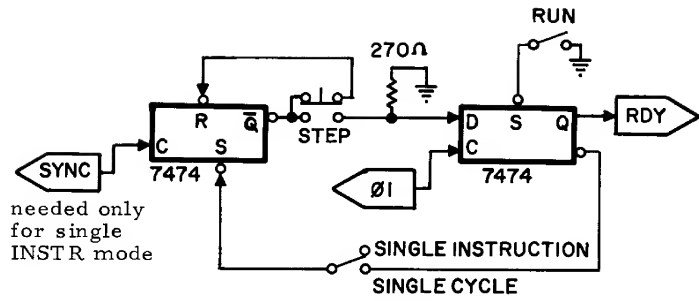 RUN
270Ω
R Q̅
STEP
D S Q
RDY
C S
C
SYNC
7474
7474
Ø1
needed only
for single
INSTR mode
SINGLE INSTRUCTION
SINGLE CYCLE